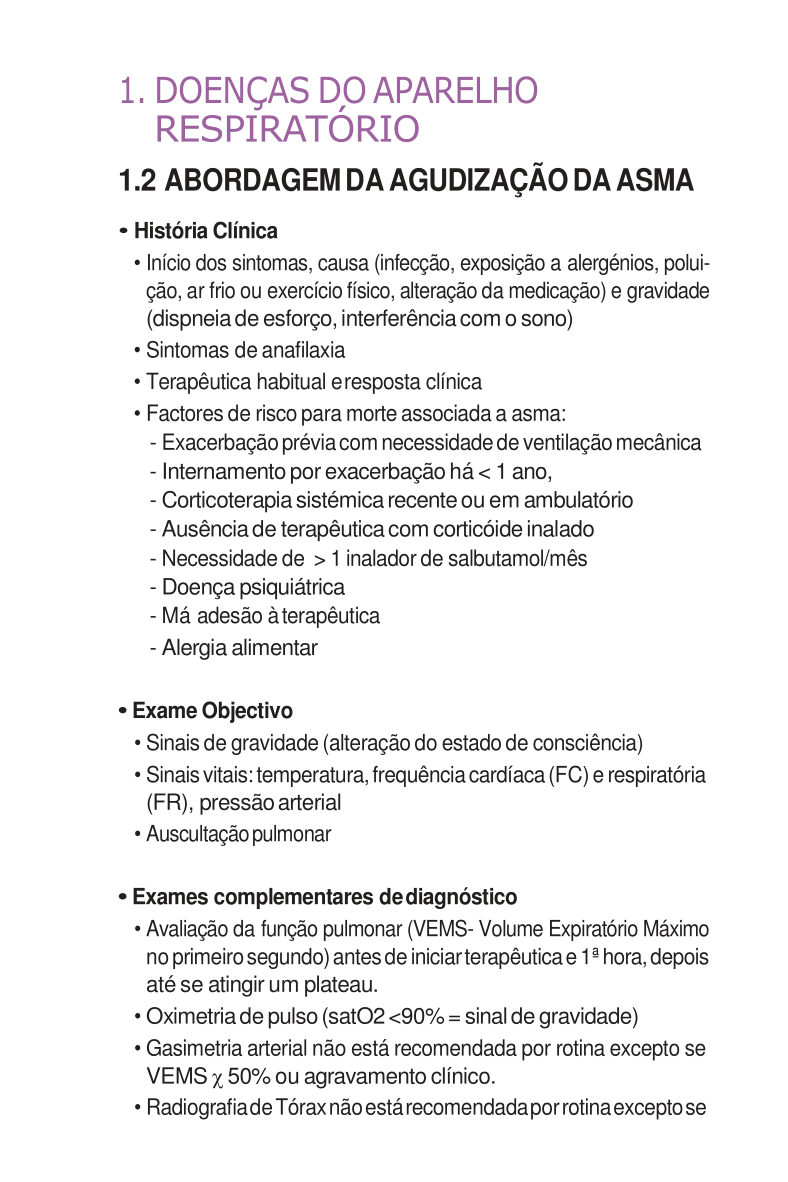 1. DOENÇAS DO APARELHO
RESPIRATÓRIO
1.2 ABORDAGEM DA AGUDIZAÇÃO DA ASMA
• História Clínica
• Início dos sintomas, causa (infecção, exposição a alergénios, polui-
ção, ar frio ou exercício físico, alteração da medicação) e gravidade
(dispneia de esforço, interferência com o sono)
• Sintomas de anafilaxia
• Terapêutica habitual e resposta clínica
• Factores de risco para morte associada a asma:
- Exacerbação prévia com necessidade de ventilação mecânica
- Internamento por exacerbação há < 1 ano,
- Corticoterapia sistémica recente ou em ambulatório
- Ausência de terapêutica com corticóide inalado
- Necessidade de > 1 inalador de salbutamol/mês
- Doença psiquiátrica
- Má adesão à terapêutica
- Alergia alimentar
• Exame Objectivo
• Sinais de gravidade (alteração do estado de consciência)
• Sinais vitais: temperatura, frequência cardíaca (FC) e respiratória
(FR), pressão arterial
• Auscultação pulmonar
• Exames complementares de diagnóstico
• Avaliação da função pulmonar (VEMS- Volume Expiratório Máximo
no primeiro segundo) antes de iniciar terapêutica e 1ª hora, depois
até se atingir um plateau.
• Oximetria de pulso (satO2 <90% = sinal de gravidade)
• Gasimetria arterial não está recomendada por rotina excepto se
VEMS χ 50% ou agravamento clínico.
• Radiografia de Tórax não está recomendada por rotina excepto se